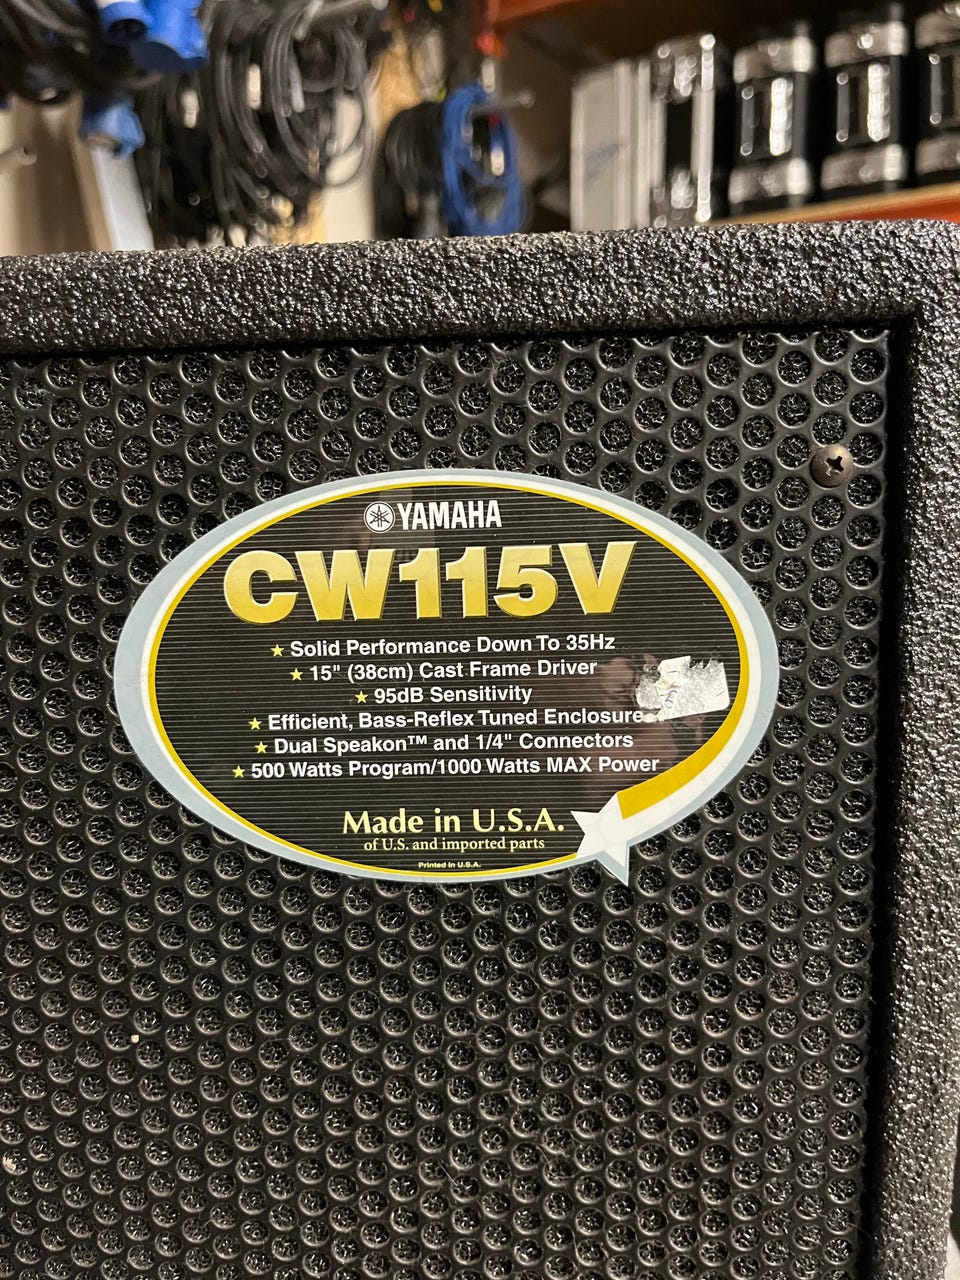 YAMAHA
CW115V
★ Solid Performance Down To 35Hz
★ 15" (38cm) Cast Frame Driver
★ 95dB Sensitivity
★ Efficient, Bass-Reflex Tuned Enclosure
★ Dual Speakon™ and 1/4" Connectors
★ 500 Watts Program/1000 Watts MAX Power
Made in U.S.A.
of U.S. and imported parts
Printed in U.S.A.